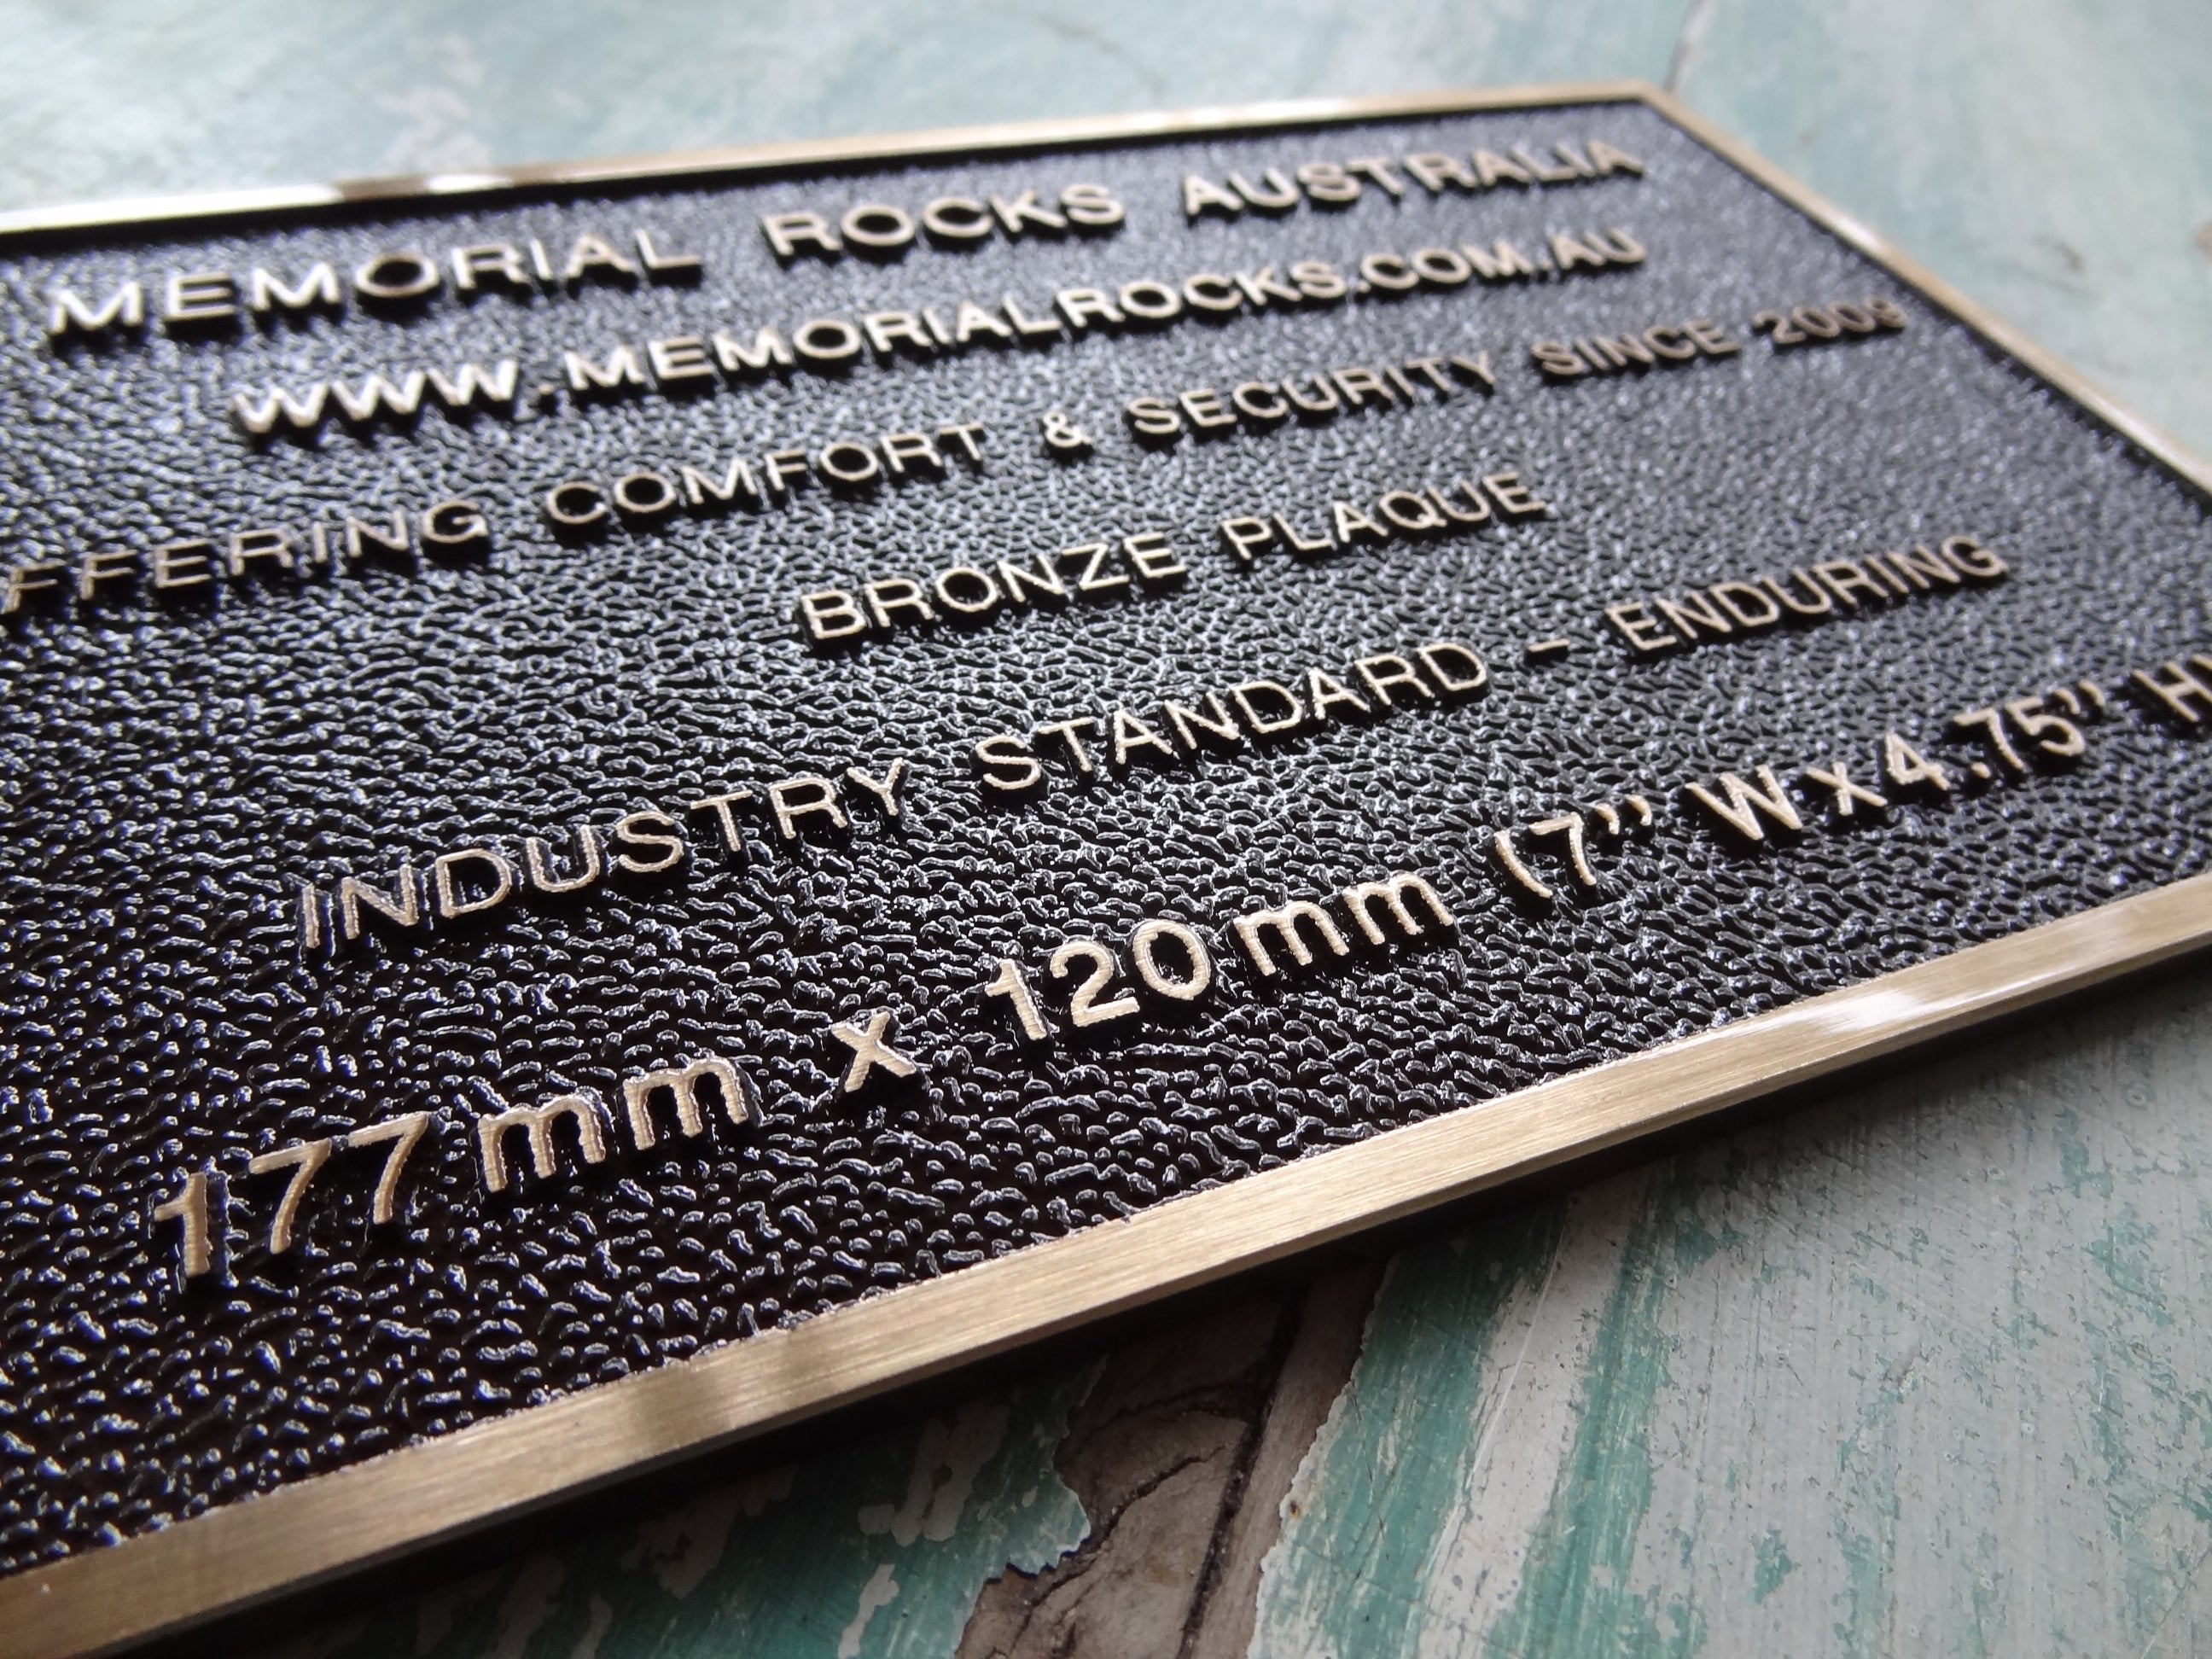 MEMORIAL ROCKS AUSTRALIA
WWW.MEMORIALROCKS.COM.AU
FFERING COMFORT & SECURITY SINCE 2009
BRONZE PLAQUE
INDUSTRY STANDARD - ENDURING
177mm x 120mm (7" W x 4.75" H